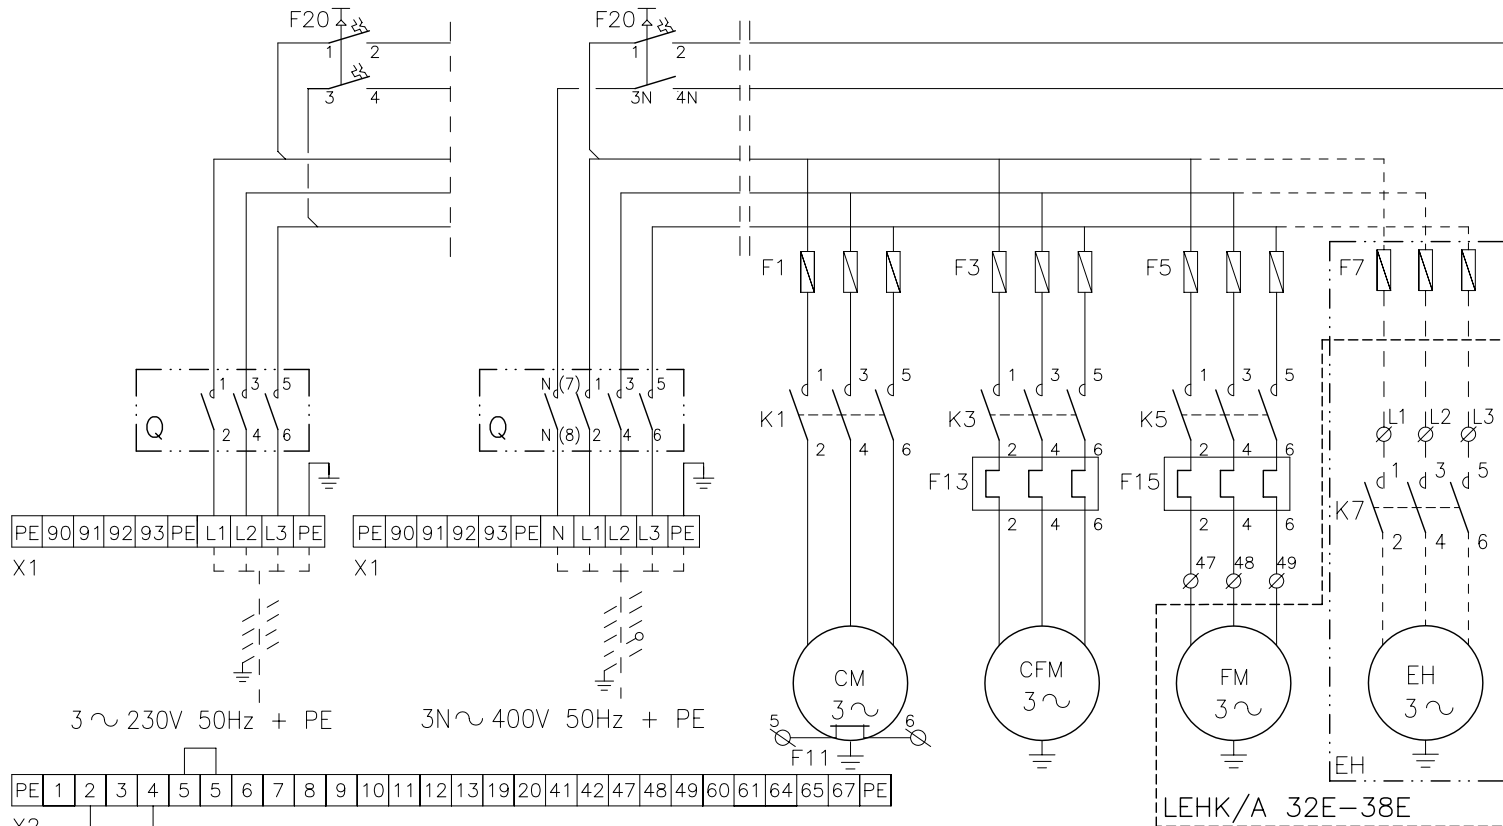 F20 F20
1 2 1 2
3 4 3N 4N
F1 F3 F5 F7
1 3 5 N (7) 1 3 5 1 3 5 1 3 5 1 3 5
Q Q K1 K3 K5 L1 L2 L3
2 4 6 N (8) 2 4 6 2 4 6 2 4 6 2 4 6
F13 F15 1 3 5
K7
2 4 6 2 4 6 2 4 6
PE 90 91 92 93 PE L1 L2 L3 PE PE 90 91 92 93 PE N L1 L2 L3 PE
X1 X1
47 48 49
CM CFM FM EH
3 ~ 3 ~ 3 ~ 3 ~
3 ~ 230V 50Hz + PE 3N~ 400V 50Hz + PE
5 6
F11
EH
PE 1 2 3 4 5 5 6 7 8 9 10 11 12 13 19 20 41 42 47 48 49 60 61 64 65 67 PE
LEHK/A 32E-38E
X2